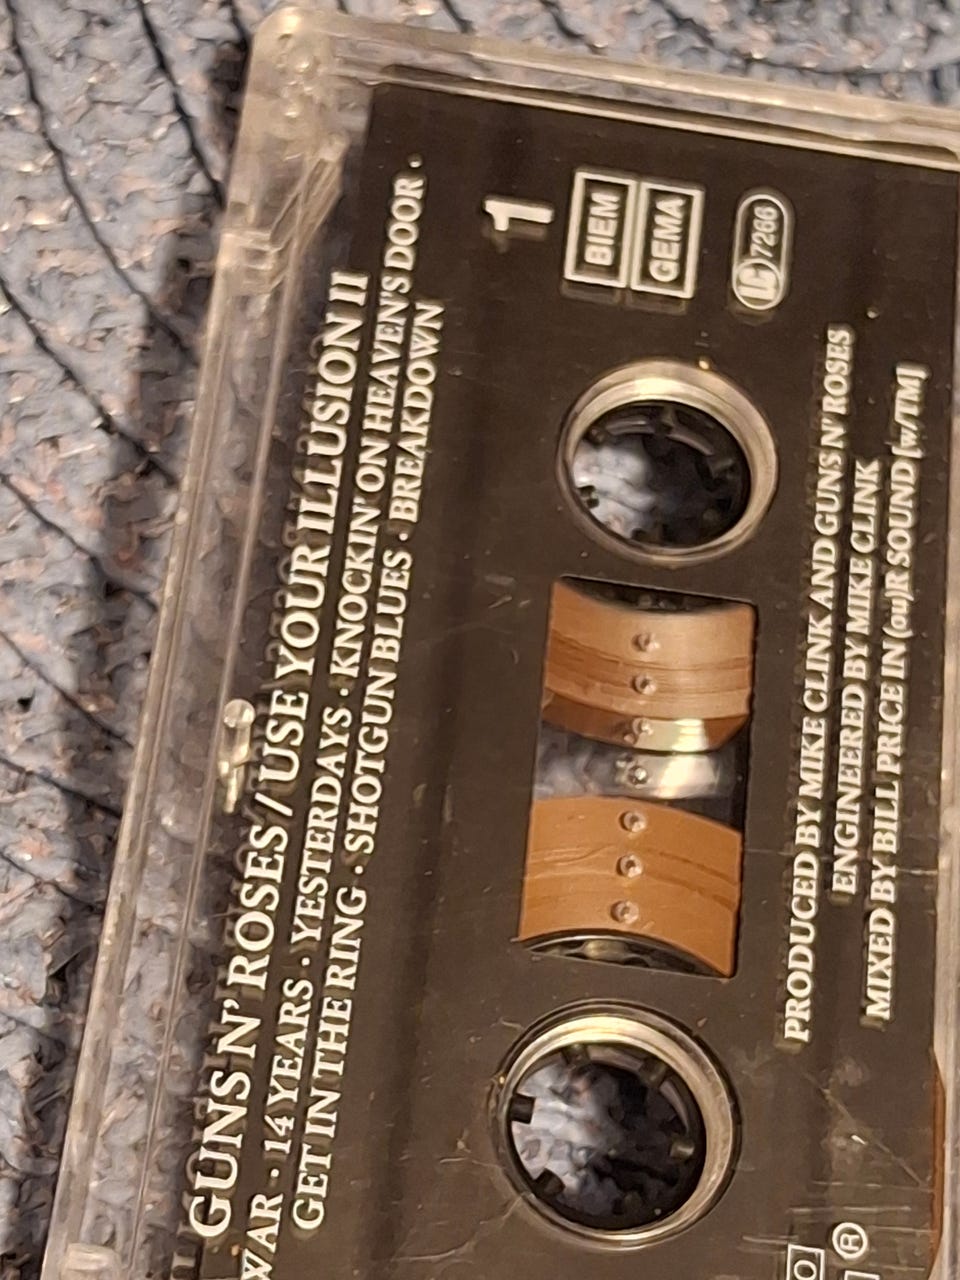 GUNS N' ROSES / USE YOUR ILLUSION II
WAR · 14 YEARS · YESTERDAYS · KNOCKIN' ON HEAVEN'S DOOR ·
GET IN THE RING · SHOTGUN BLUES · BREAKDOWN
1
BIEM
GEMA
LC 7266
PRODUCED BY MIKE CLINK AND GUNS N' ROSES
ENGINEERED BY MIKE CLINK
MIXED BY BILL PRICE IN (ou)R SOUND [w/TM]
®